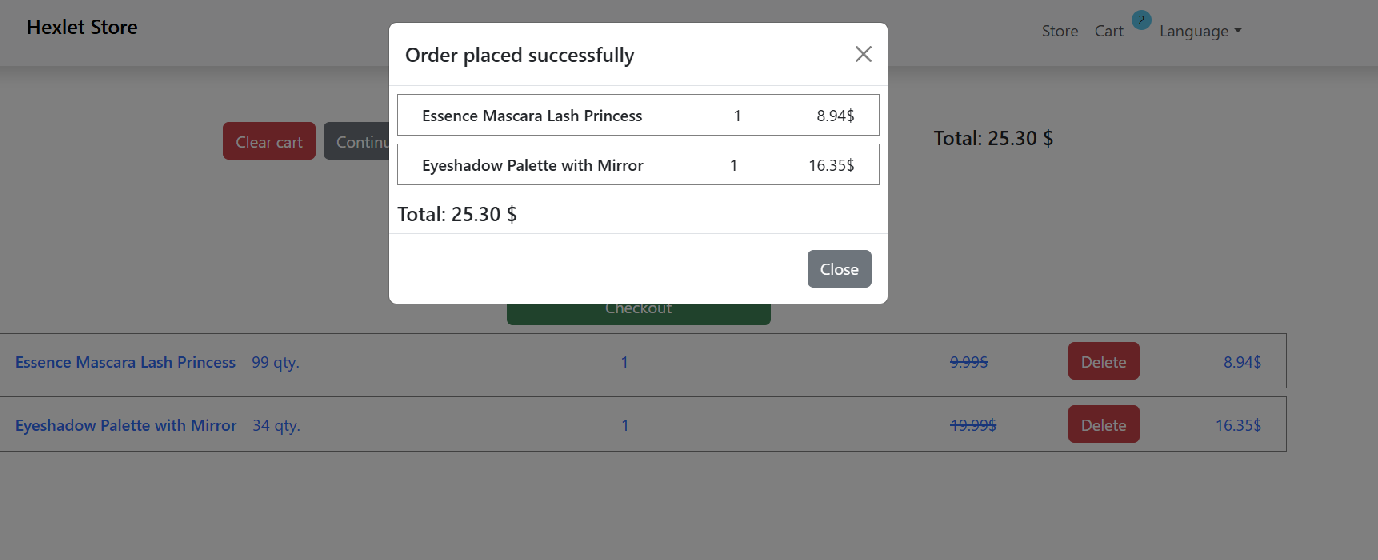 Hexlet Store
Store Cart 2 Language
Order placed successfully
Essence Mascara Lash Princess 1 8.94$
Eyeshadow Palette with Mirror 1 16.35$
Total: 25.30 $
Close
Clear cart Continu
Total: 25.30 $
Checkout
Essence Mascara Lash Princess 99 qty. 1 9.99$ Delete 8.94$
Eyeshadow Palette with Mirror 34 qty. 1 19.99$ Delete 16.35$